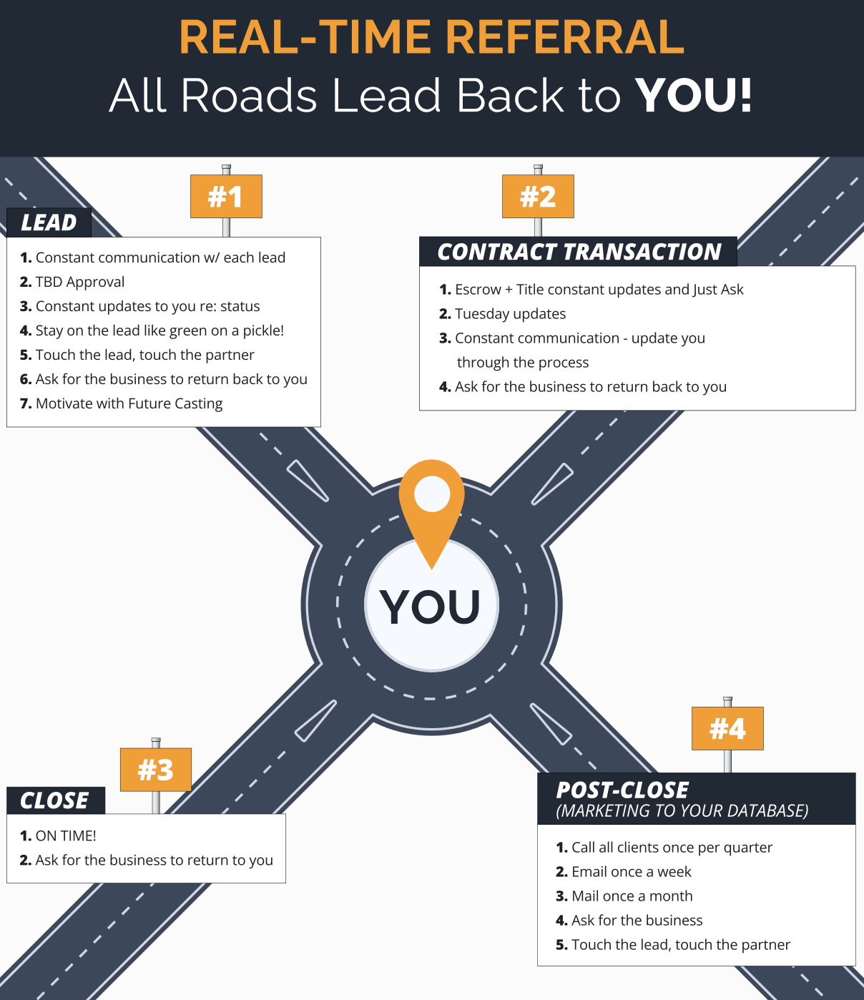 REAL-TIME REFERRAL
All Roads Lead Back to YOU!
#1
LEAD
1. Constant communication w/ each lead
2. TBD Approval
3. Constant updates to you re: status
4. Stay on the lead like green on a pickle!
5. Touch the lead, touch the partner
6. Ask for the business to return back to you
7. Motivate with Future Casting
#2
CONTRACT TRANSACTION
1. Escrow + Title constant updates and Just Ask
2. Tuesday updates
3. Constant communication - update you
through the process
4. Ask for the business to return back to you
YOU
#3
CLOSE
1. ON TIME!
2. Ask for the business to return to you
#4
POST-CLOSE
(MARKETING TO YOUR DATABASE)
1. Call all clients once per quarter
2. Email once a week
3. Mail once a month
4. Ask for the business
5. Touch the lead, touch the partner